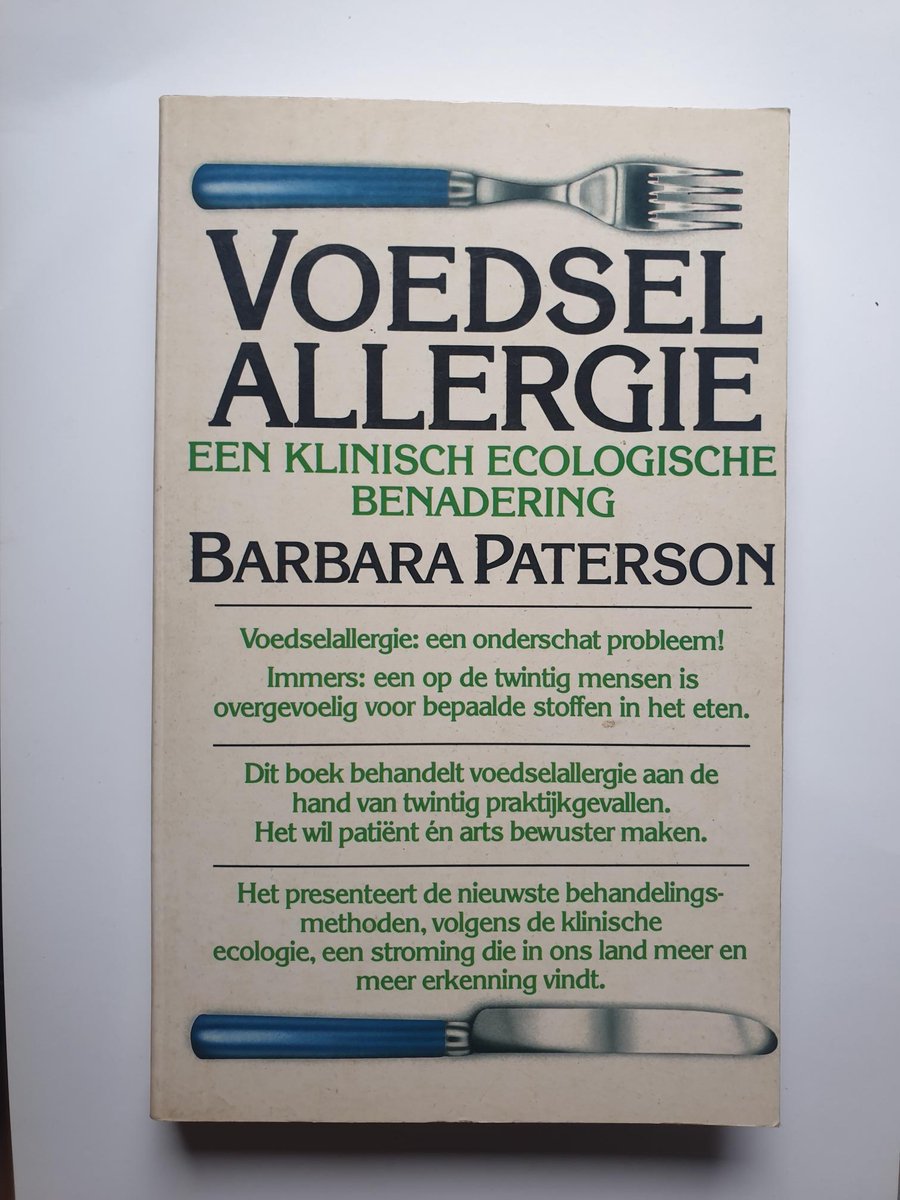 VOEDSEL
ALLERGIE
EEN KLINISCH ECOLOGISCHE
BENADERING
BARBARA PATERSON
Voedselallergie: een onderschat probleem!
Immers: een op de twintig mensen is
overgevoelig voor bepaalde stoffen in het eten.
Dit boek behandelt voedselallergie aan de
hand van twintig praktijkgevallen.
Het wil patiënt én arts bewuster maken.
Het presenteert de nieuwste behandelings-
methoden, volgens de klinische
ecologie, een stroming die in ons land meer en
meer erkenning vindt.